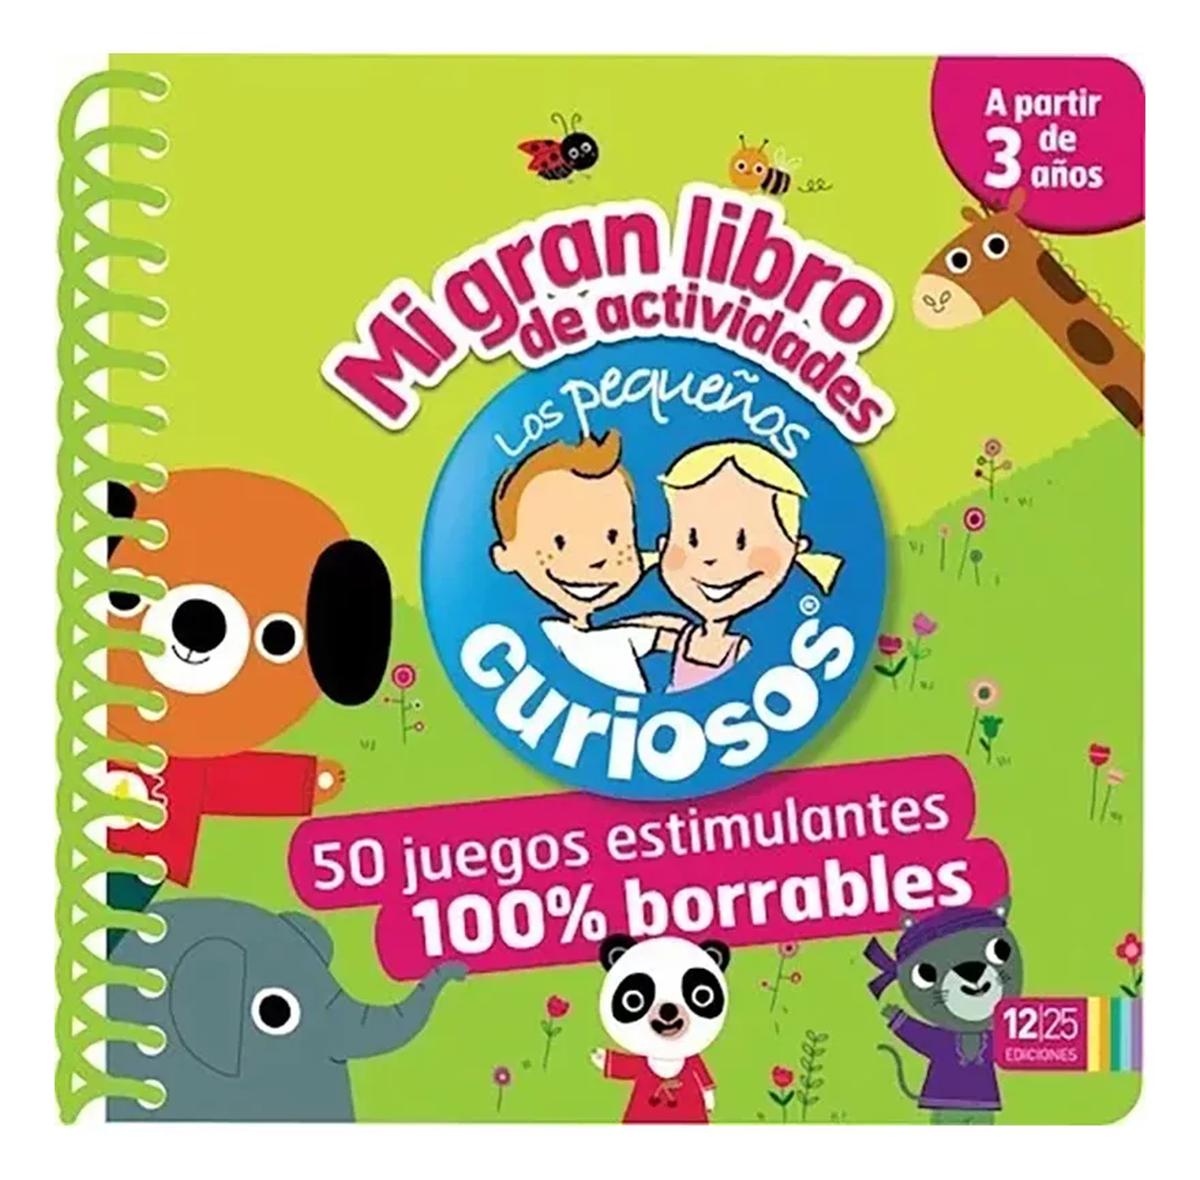 A partir
de
3 años
Mi gran libro
de actividades
Los pequeños
curiosos®
50 juegos estimulantes
100% borrables
12|25
EDICIONES